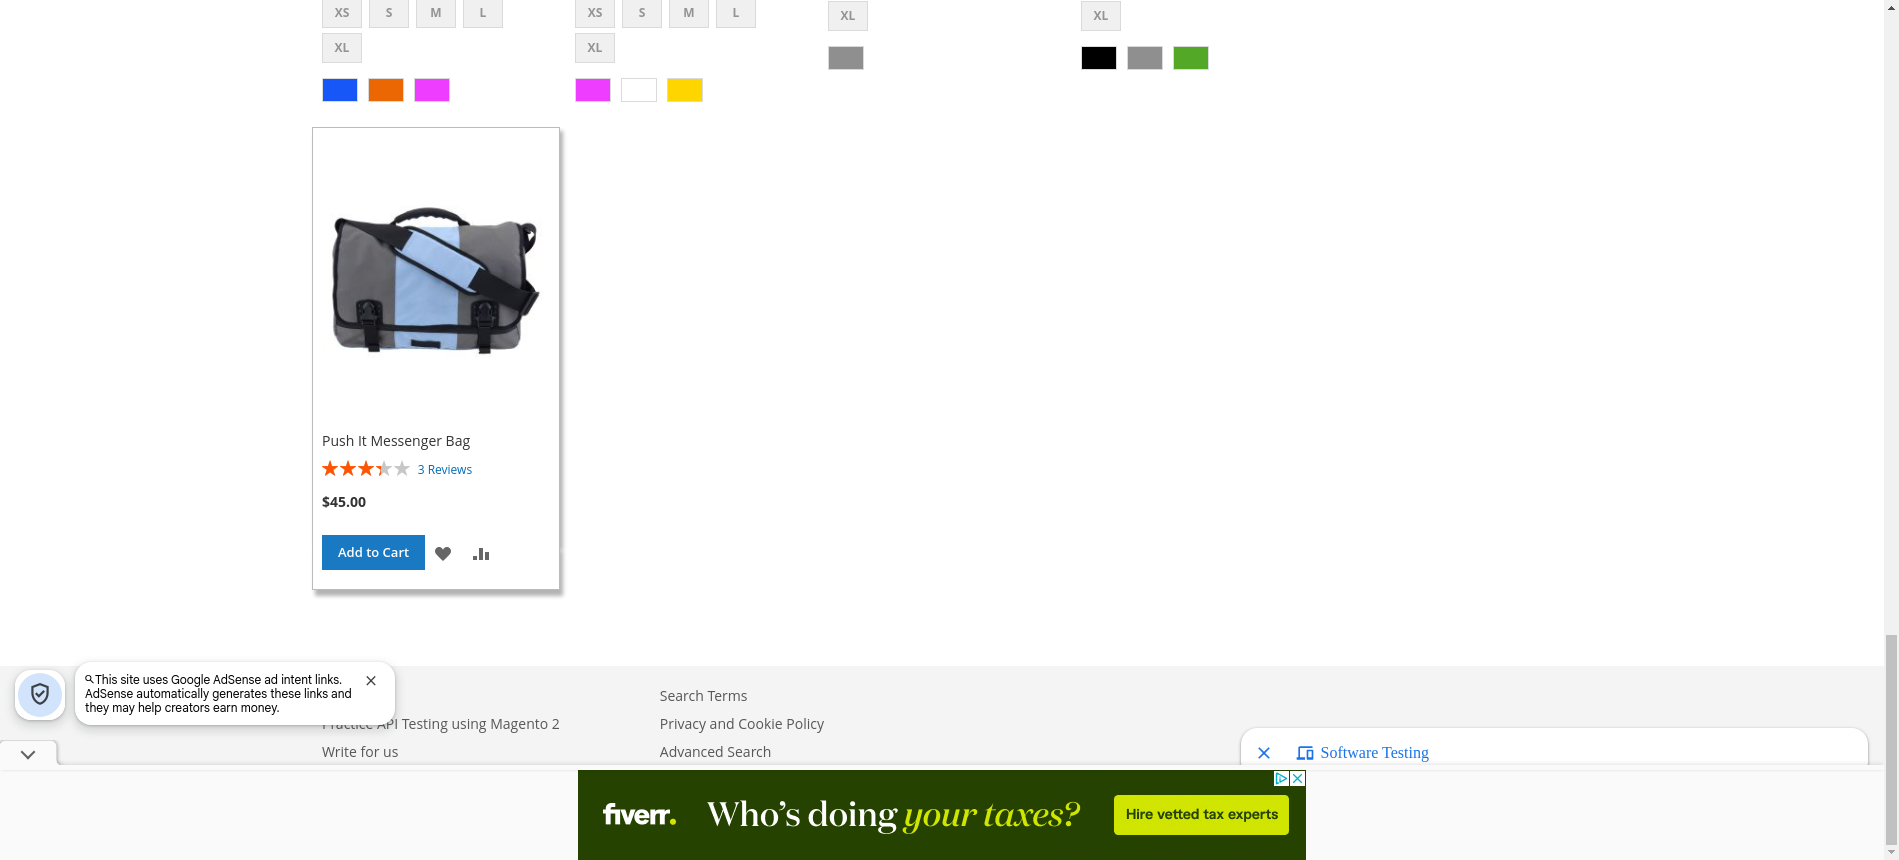 XS S M L
XL
XS S M L
XL
XL
XL
Push It Messenger Bag
3 Reviews
$45.00
Add to Cart
This site uses Google AdSense ad intent links.
AdSense automatically generates these links and
they may help creators earn money.
Practice API Testing using Magento 2
Write for us
Search Terms
Privacy and Cookie Policy
Advanced Search
Software Testing
fiverr.
Who's doing your taxes?
Hire vetted tax experts